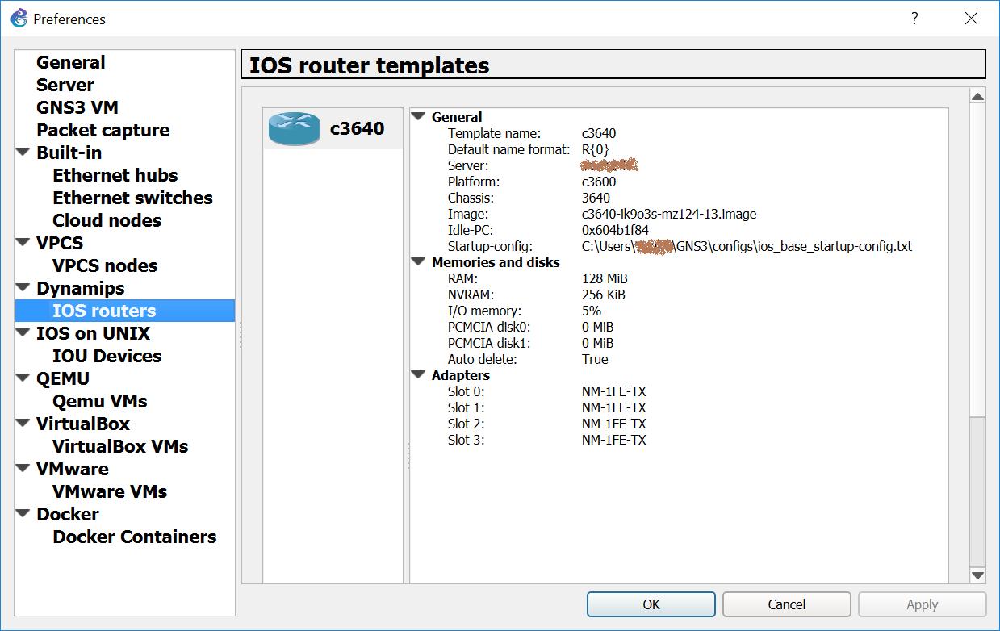 Preferences
?
General
Server
GNS3 VM
Packet capture
Built-in
Ethernet hubs
Ethernet switches
Cloud nodes
VPCS
VPCS nodes
Dynamips
IOS routers
IOS on UNIX
IOU Devices
QEMU
Qemu VMs
VirtualBox
VirtualBox VMs
VMware
VMware VMs
Docker
Docker Containers
IOS router templates
c3640
General
Template name: c3640
Default name format: R{0}
Server:
Platform: c3600
Chassis: 3640
Image: c3640-ik9o3s-mz124-13.image
Idle-PC: 0x604b1f84
Startup-config: C:\Users\ \GNS3\configs\ios_base_startup-config.txt
Memories and disks
RAM: 128 MiB
NVRAM: 256 KiB
I/O memory: 5%
PCMCIA disk0: 0 MiB
PCMCIA disk1: 0 MiB
Auto delete: True
Adapters
Slot 0: NM-1FE-TX
Slot 1: NM-1FE-TX
Slot 2: NM-1FE-TX
Slot 3: NM-1FE-TX
OK
Cancel
Apply